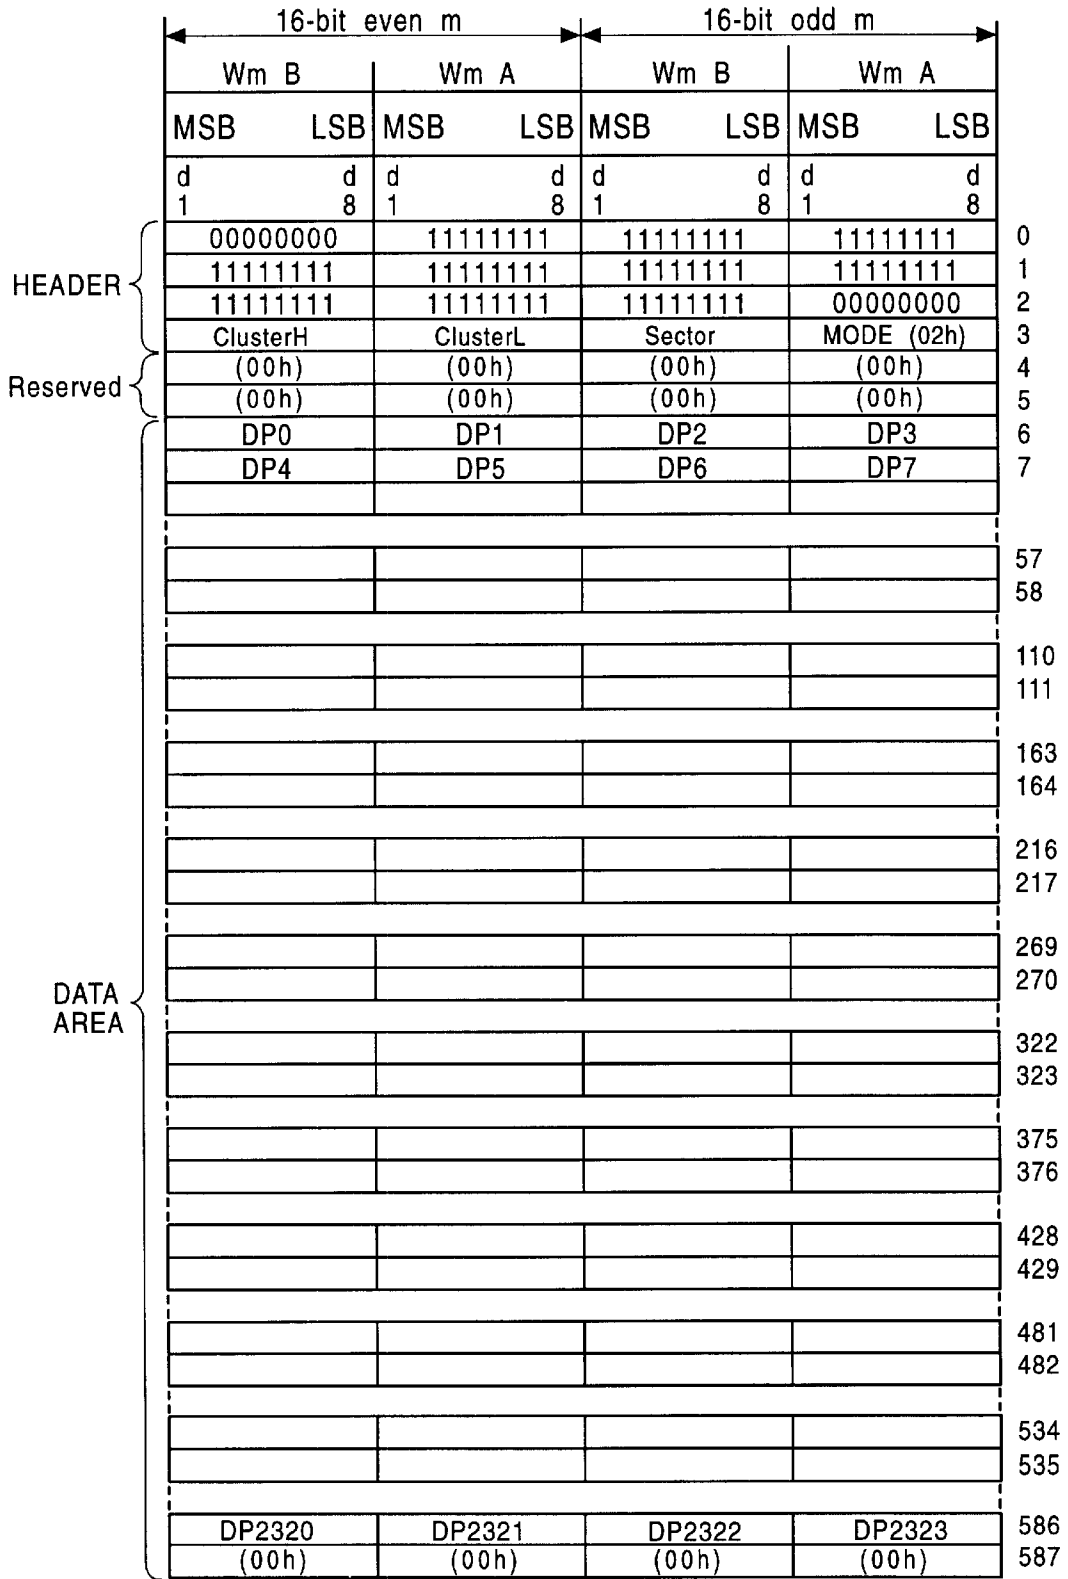 16-bit even m 16-bit odd m
Wm B Wm A Wm B Wm A
MSB LSB MSB LSB MSB LSB MSB LSB
d d d d d d d d
1 8 1 8 1 8 1 8
00000000 11111111 11111111 11111111 0
HEADER 11111111 11111111 11111111 11111111 1
11111111 11111111 11111111 00000000 2
ClusterH ClusterL Sector MODE (02h) 3
Reserved (00h) (00h) (00h) (00h) 4
(00h) (00h) (00h) (00h) 5
DP0 DP1 DP2 DP3 6
DP4 DP5 DP6 DP7 7
57
58
110
111
163
164
216
217
269
270
DATA
AREA
322
323
375
376
428
429
481
482
534
535
DP2320 DP2321 DP2322 DP2323 586
(00h) (00h) (00h) (00h) 587